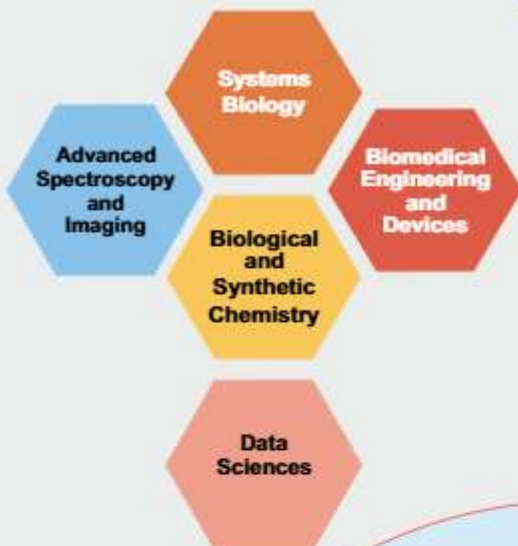 Systems
Biology
Advanced
Spectroscopy
and
Imaging
Biomedical
Engineering
and
Devices
Biological
and
Synthetic
Chemistry
Data
Sciences